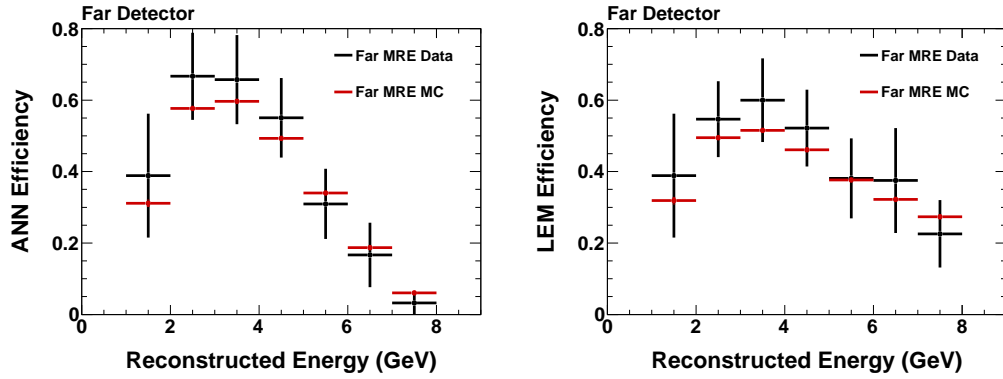 Far Detector
ANN Efficiency
0.8
0.6
0.4
0.2
0
Far MRE Data
Far MRE MC
0 2 4 6 8
Reconstructed Energy (GeV)
Far Detector
LEM Efficiency
0.8
0.6
0.4
0.2
0
Far MRE Data
Far MRE MC
0 2 4 6 8
Reconstructed Energy (GeV)